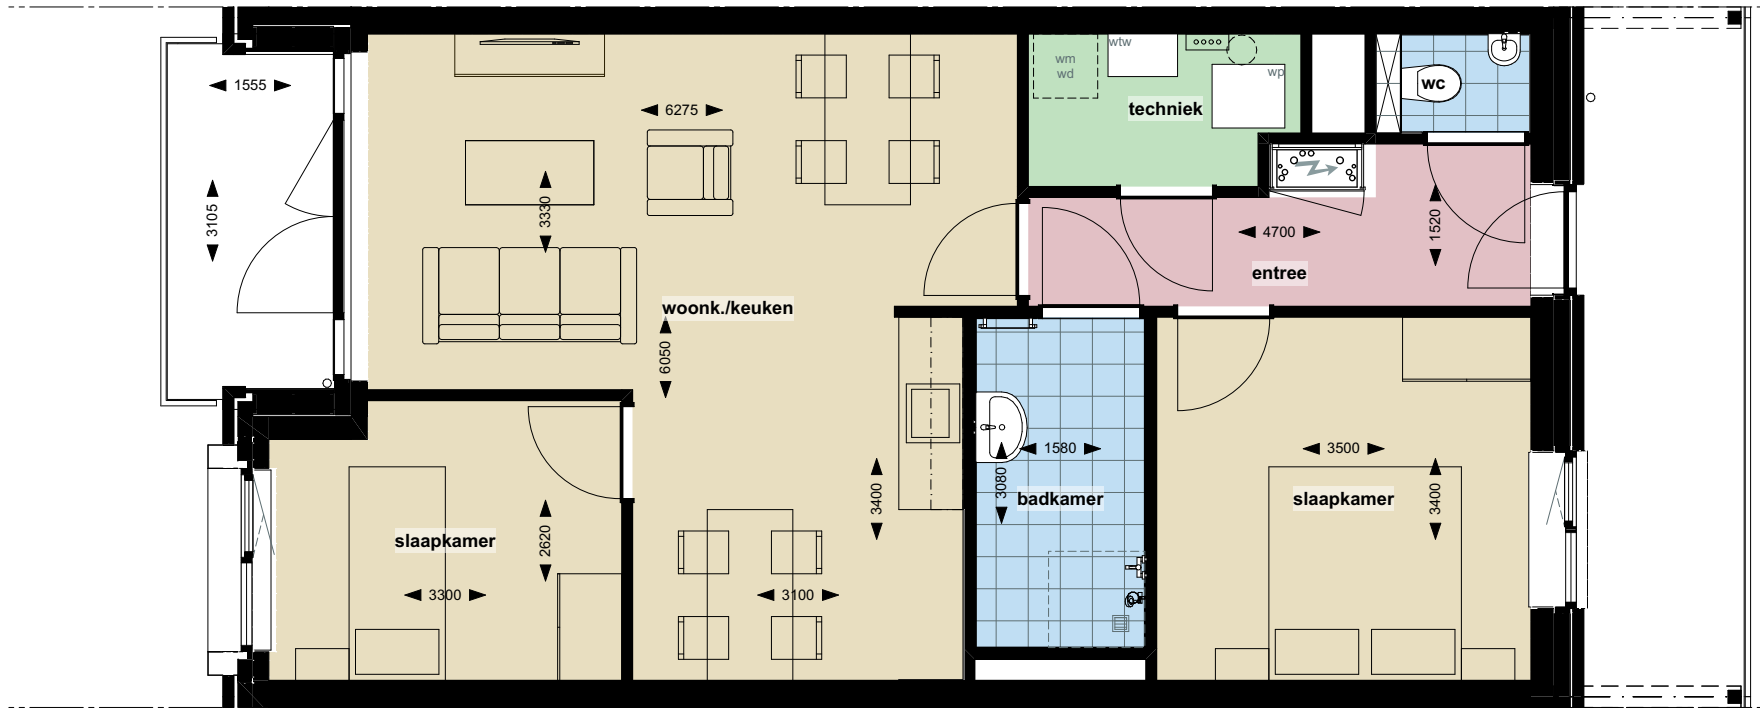 wtw
wm
wd
wp
techniek
wc
1555
6275
3105
3330
4700
1520
entree
woonk./keuken
6050
3400
3080
1580
badkamer
3500
slaapkamer
3400
slaapkamer
2620
3300
3100